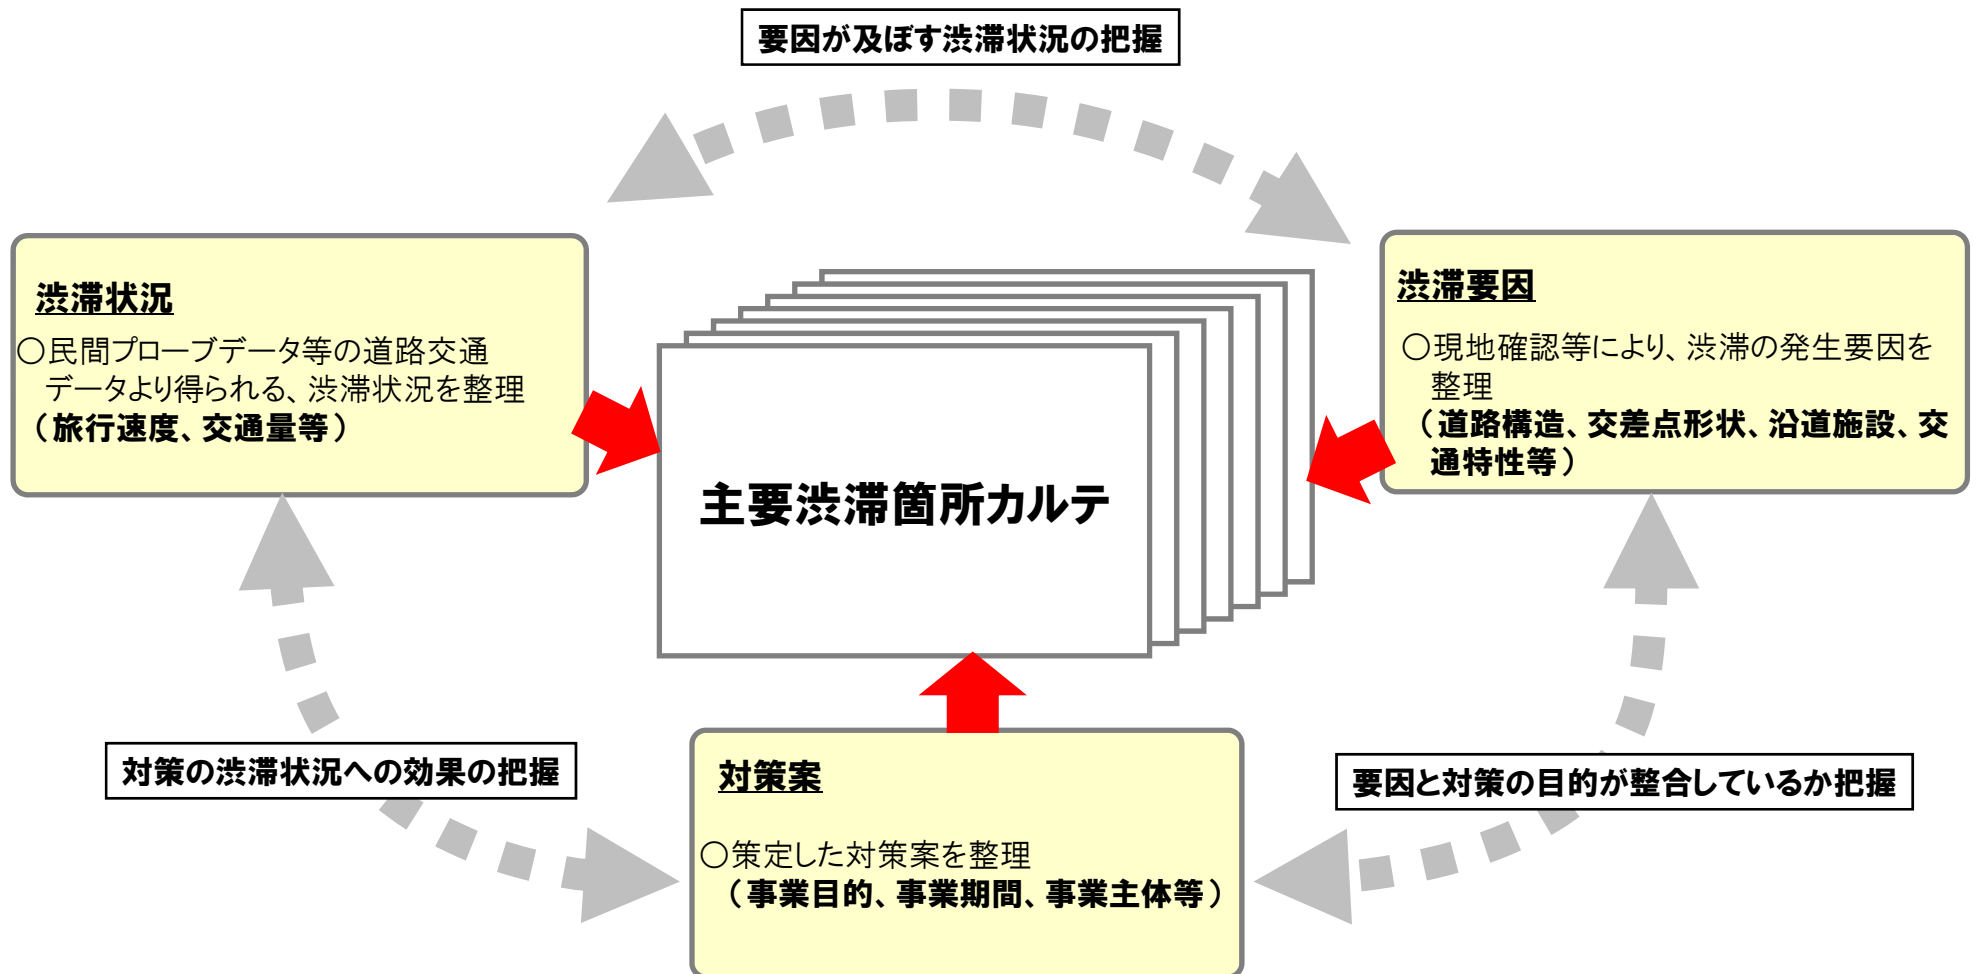 要因が及ぼす渋滞状況の把握
渋滞状況
○民間プローブデータ等の道路交通
データより得られる、渋滞状況を整理
（旅行速度、交通量等）
渋滞要因
○現地確認等により、渋滞の発生要因を
整理
（道路構造、交差点形状、沿道施設、交
通特性等）
主要渋滞箇所カルテ
対策の渋滞状況への効果の把握
対策案
○策定した対策案を整理
（事業目的、事業期間、事業主体等）
要因と対策の目的が整合しているか把握